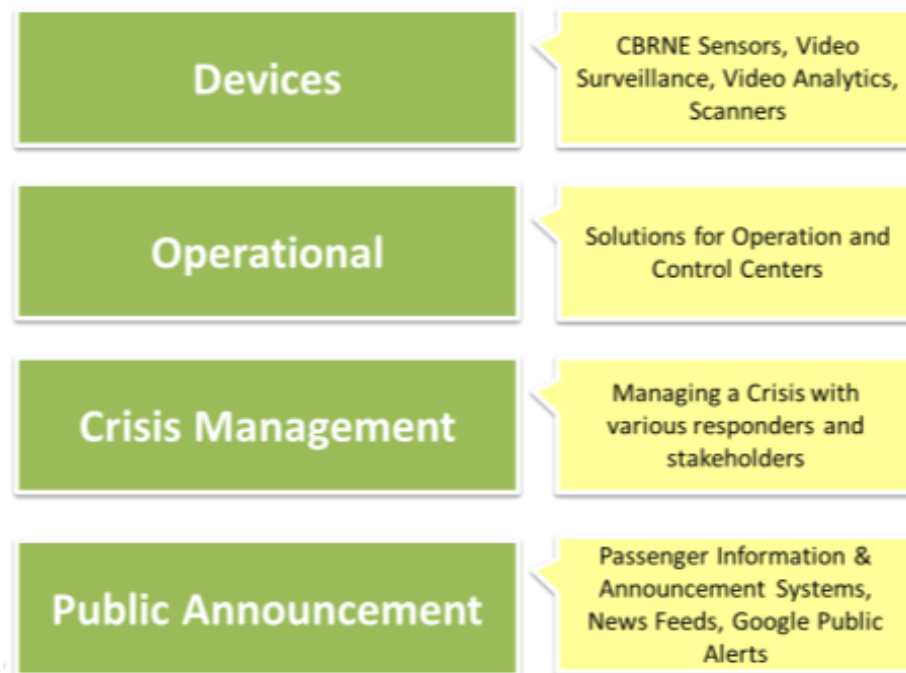 Devices
CBRNE Sensors, Video
Surveillance, Video Analytics,
Scanners
Operational
Solutions for Operation and
Control Centers
Crisis Management
Managing a Crisis with
various responders and
stakeholders
Public Announcement
Passenger Information &
Announcement Systems,
News Feeds, Google Public
Alerts